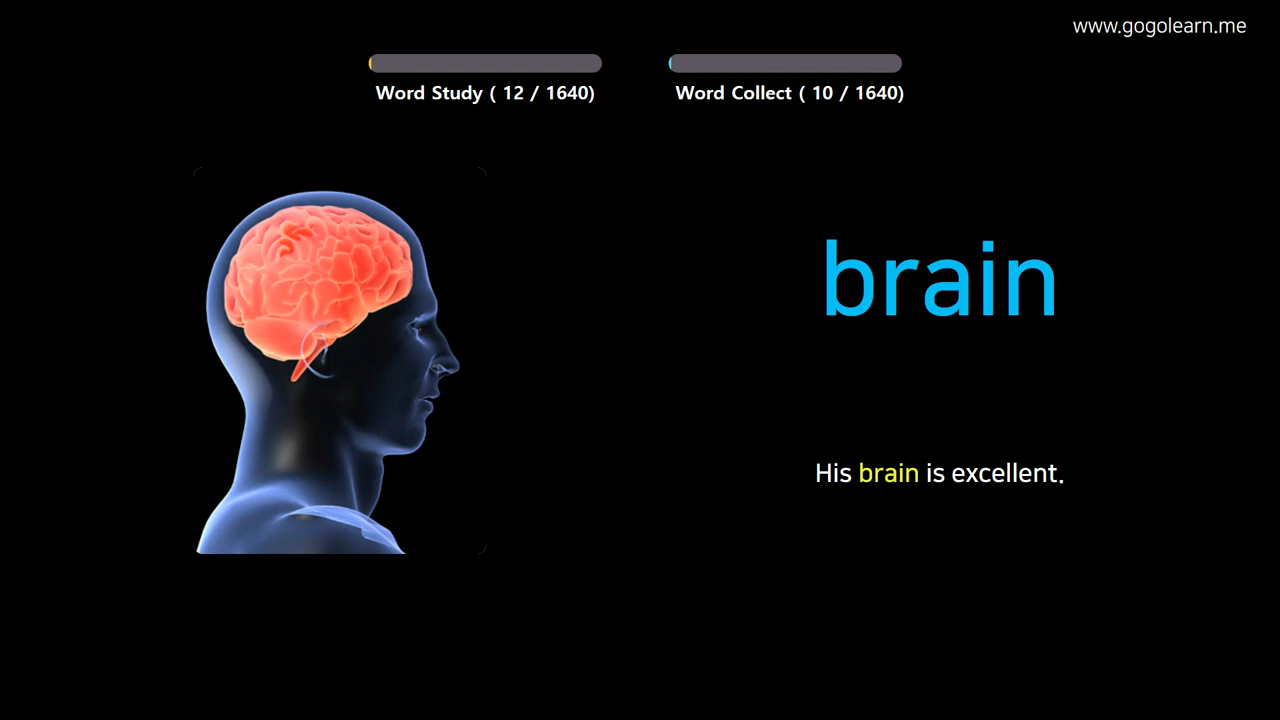 www.gogolearn.me
Word Study ( 12 / 1640)
Word Collect ( 10 / 1640)
brain
His brain is excellent.